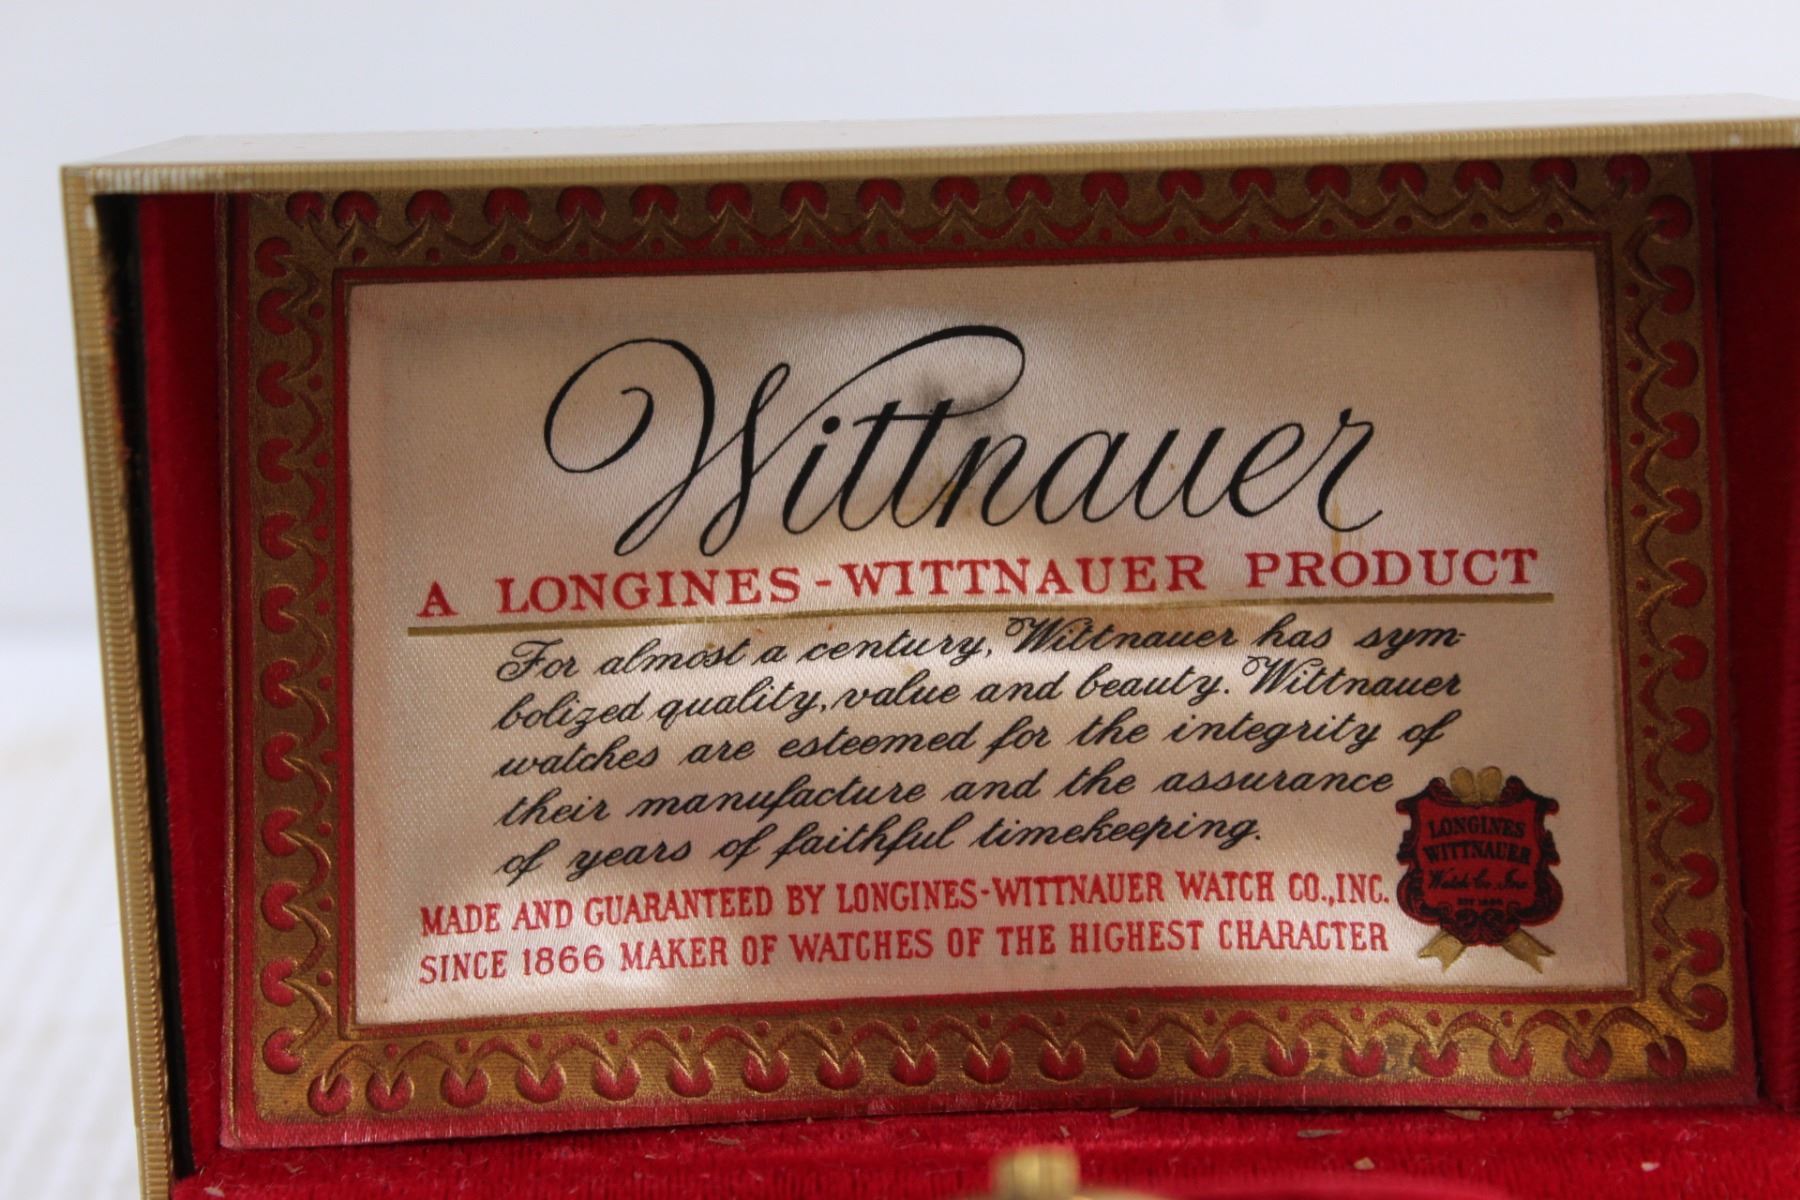 Wittnauer
A LONGINES-WITTNAUER PRODUCT
For almost a century, Wittnauer has sym-
bolized quality, value and beauty. Wittnauer
watches are esteemed for the integrity of
their manufacture and the assurance
of years of faithful timekeeping.
MADE AND GUARANTEED BY LONGINES-WITTNAUER WATCH CO., INC.
SINCE 1866 MAKER OF WATCHES OF THE HIGHEST CHARACTER
LONGINES
WITTNAUER
Watch Co. Inc.